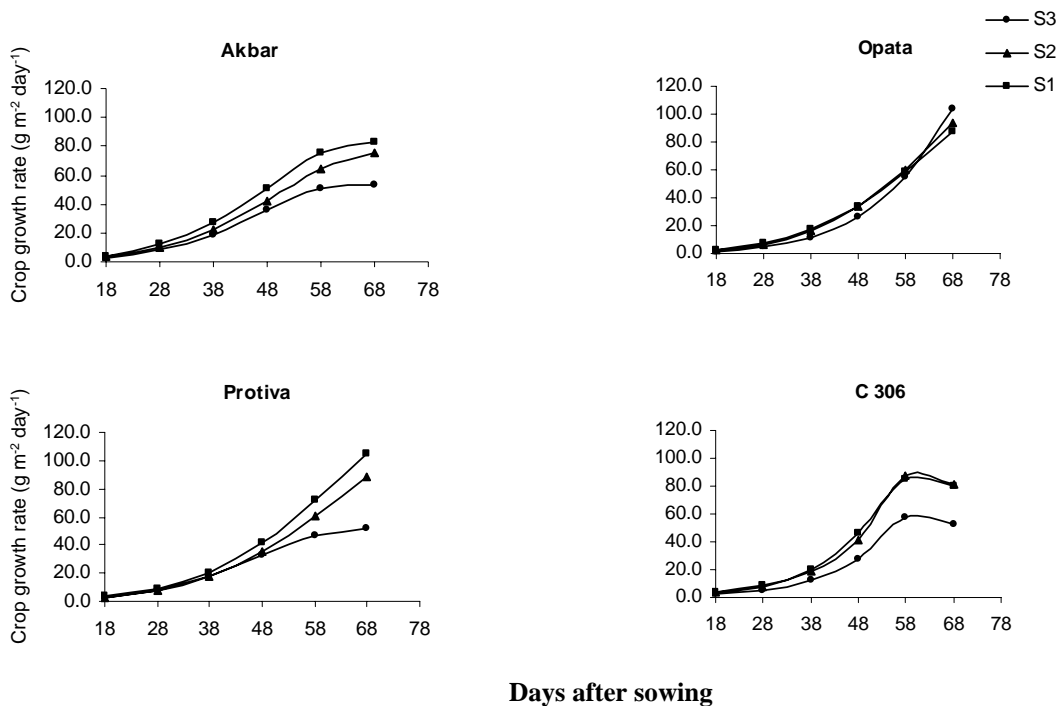 S3
S2
S1
Akbar
Crop growth rate (g m⁻² day⁻¹)
120.0
100.0
80.0
60.0
40.0
20.0
0.0
18 28 38 48 58 68 78
Opata
120.0
100.0
80.0
60.0
40.0
20.0
0.0
18 28 38 48 58 68 78
Protiva
Crop growth rate (g m⁻² day⁻¹)
120.0
100.0
80.0
60.0
40.0
20.0
0.0
18 28 38 48 58 68 78
C 306
120.0
100.0
80.0
60.0
40.0
20.0
0.0
18 28 38 48 58 68 78
Days after sowing